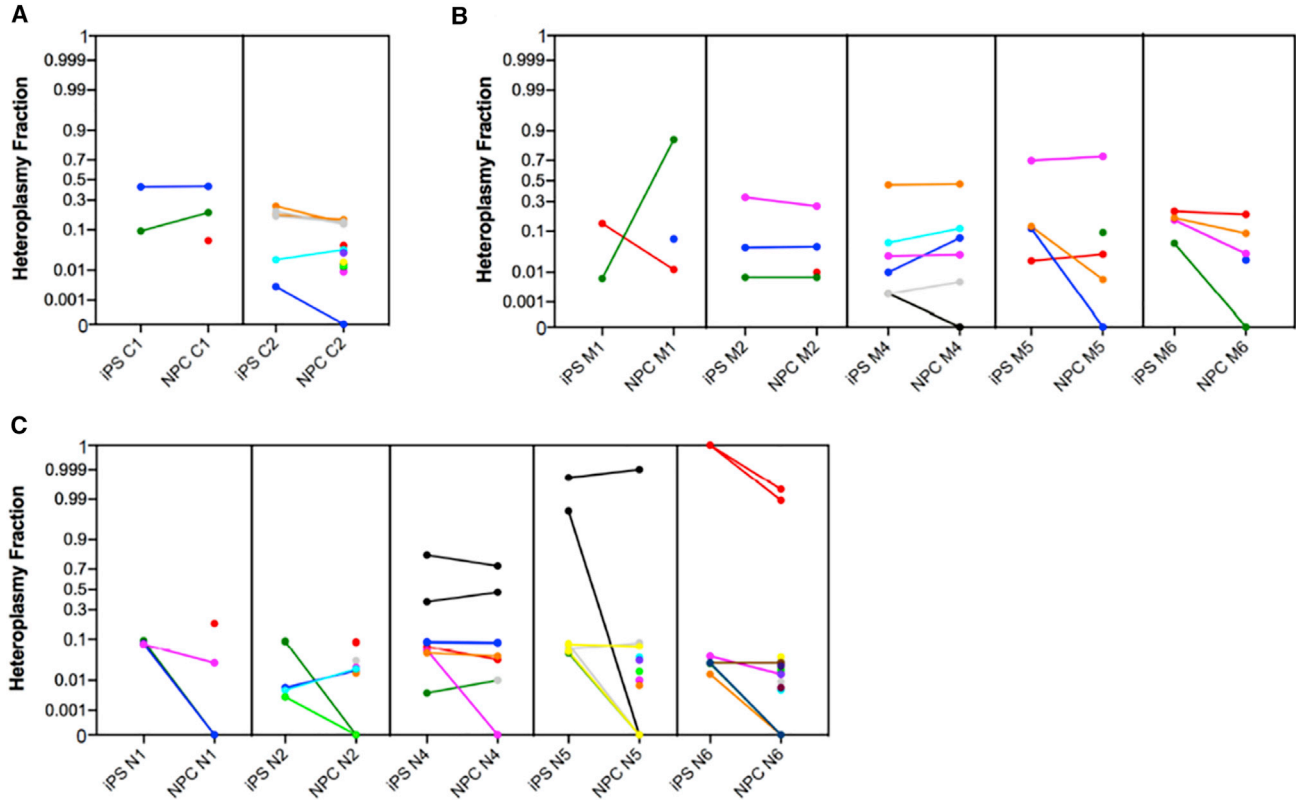 A
Heteroplasmy Fraction
1
0.999
0.99
0.9
0.7
0.5
0.3
0.1
0.01
0.001
0
iPS C1
NPC C1
iPS C2
NPC C2
B
Heteroplasmy Fraction
1
0.999
0.99
0.9
0.7
0.5
0.3
0.1
0.01
0.001
0
iPS M1
NPC M1
iPS M2
NPC M2
iPS M4
NPC M4
iPS M5
NPC M5
iPS M6
NPC M6
C
Heteroplasmy Fraction
1
0.999
0.99
0.9
0.7
0.5
0.3
0.1
0.01
0.001
0
iPS N1
NPC N1
iPS N2
NPC N2
iPS N4
NPC N4
iPS N5
NPC N5
iPS N6
NPC N6